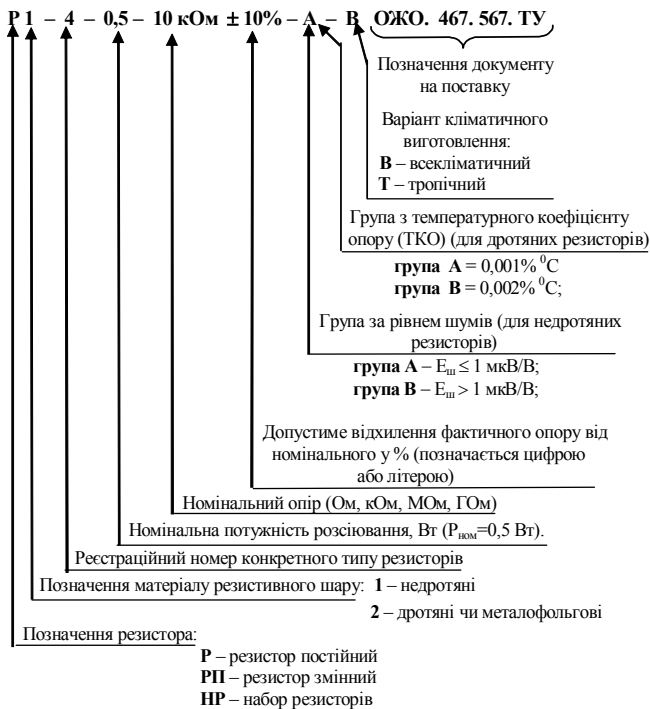 Р 1 – 4 – 0,5 – 10 кОм ± 10% – А – В ОЖО. 467. 567. ТУ
Позначення документу
на поставку
Варіант кліматичного
виготовлення:
В – всекліматичний
Т – тропічний
Група з температурного коефіцієнту
опору (ТКО) (для дротяних резисторів)
група А = 0,001% ⁰С
група В = 0,002% ⁰С;
Група за рівнем шумів (для недротяних
резисторів)
група А – Еш ≤ 1 мкВ/В;
група В – Еш > 1 мкВ/В;
Допустиме відхилення фактичного опору від
номінального у % (позначається цифрою
або літерою)
Номінальний опір (Ом, кОм, МОм, ГОм)
Номінальна потужність розсіювання, Вт (Рном=0,5 Вт).
Реєстраційний номер конкретного типу резисторів
Позначення матеріалу резистивного шару: 1 – недротяні
2 – дротяні чи металофольгові
Позначення резистора:
Р – резистор постійний
РП – резистор змінний
НР – набор резисторів